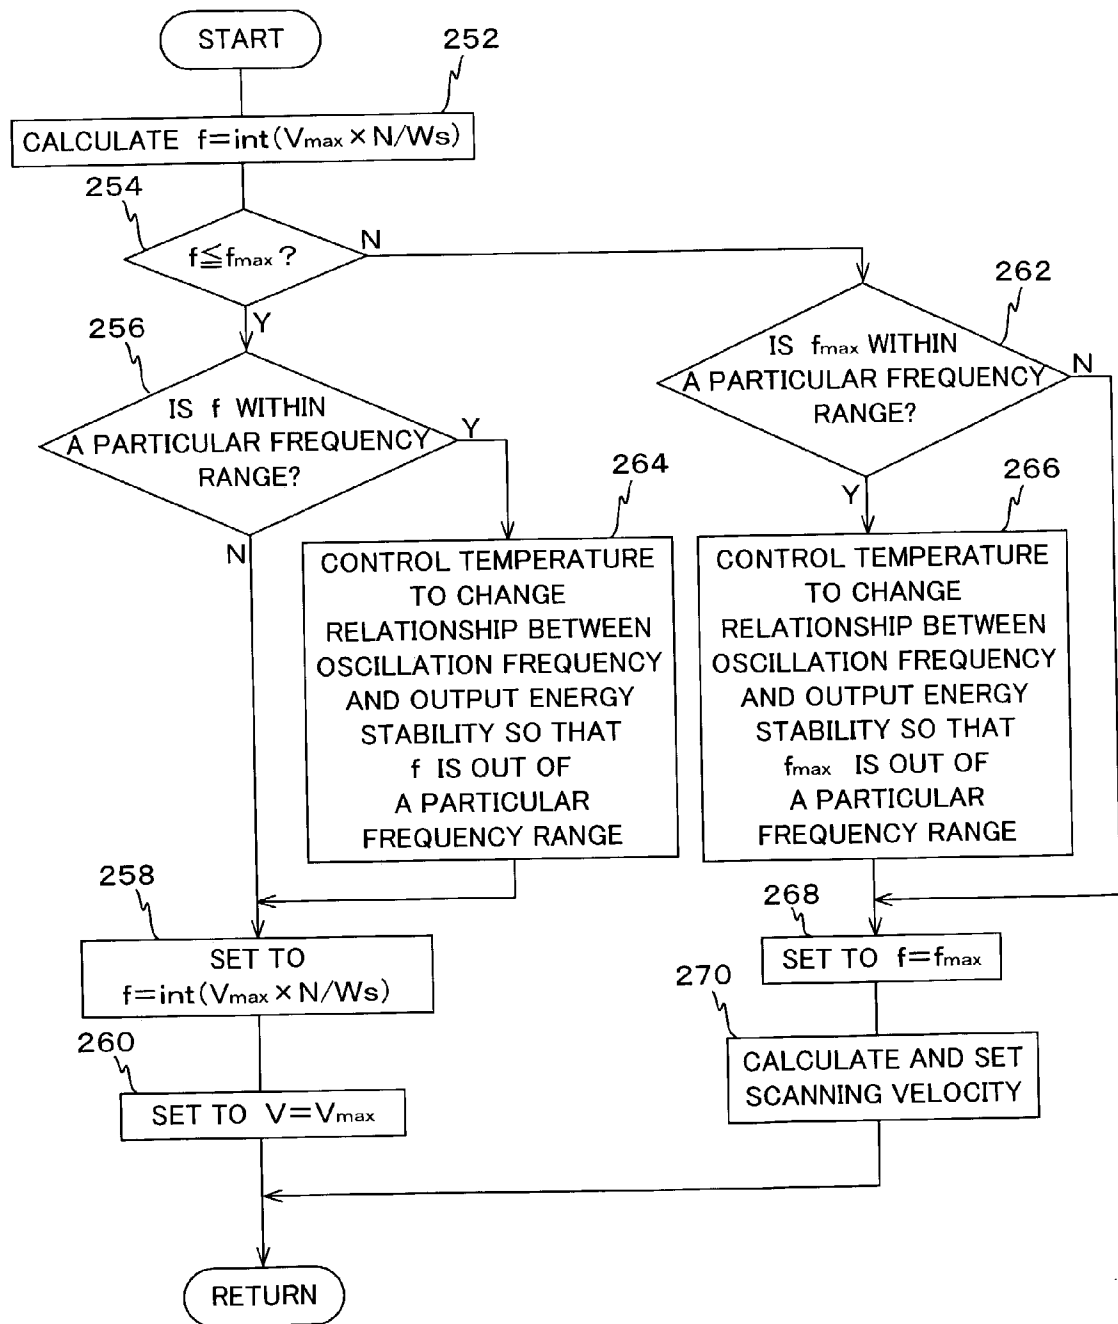 START
252
CALCULATE f=int(Vmax × N/Ws)
254
f≦fmax?
N
Y
256
IS f WITHIN
A PARTICULAR FREQUENCY
RANGE?
Y
N
262
IS fmax WITHIN
A PARTICULAR FREQUENCY
RANGE?
N
Y
264
CONTROL TEMPERATURE
TO CHANGE
RELATIONSHIP BETWEEN
OSCILLATION FREQUENCY
AND OUTPUT ENERGY
STABILITY SO THAT
f IS OUT OF
A PARTICULAR
FREQUENCY RANGE
266
CONTROL TEMPERATURE
TO CHANGE
RELATIONSHIP BETWEEN
OSCILLATION FREQUENCY
AND OUTPUT ENERGY
STABILITY SO THAT
fmax IS OUT OF
A PARTICULAR
FREQUENCY RANGE
258
SET TO
f=int(Vmax × N/Ws)
260
SET TO V=Vmax
268
SET TO f=fmax
270
CALCULATE AND SET
SCANNING VELOCITY
RETURN